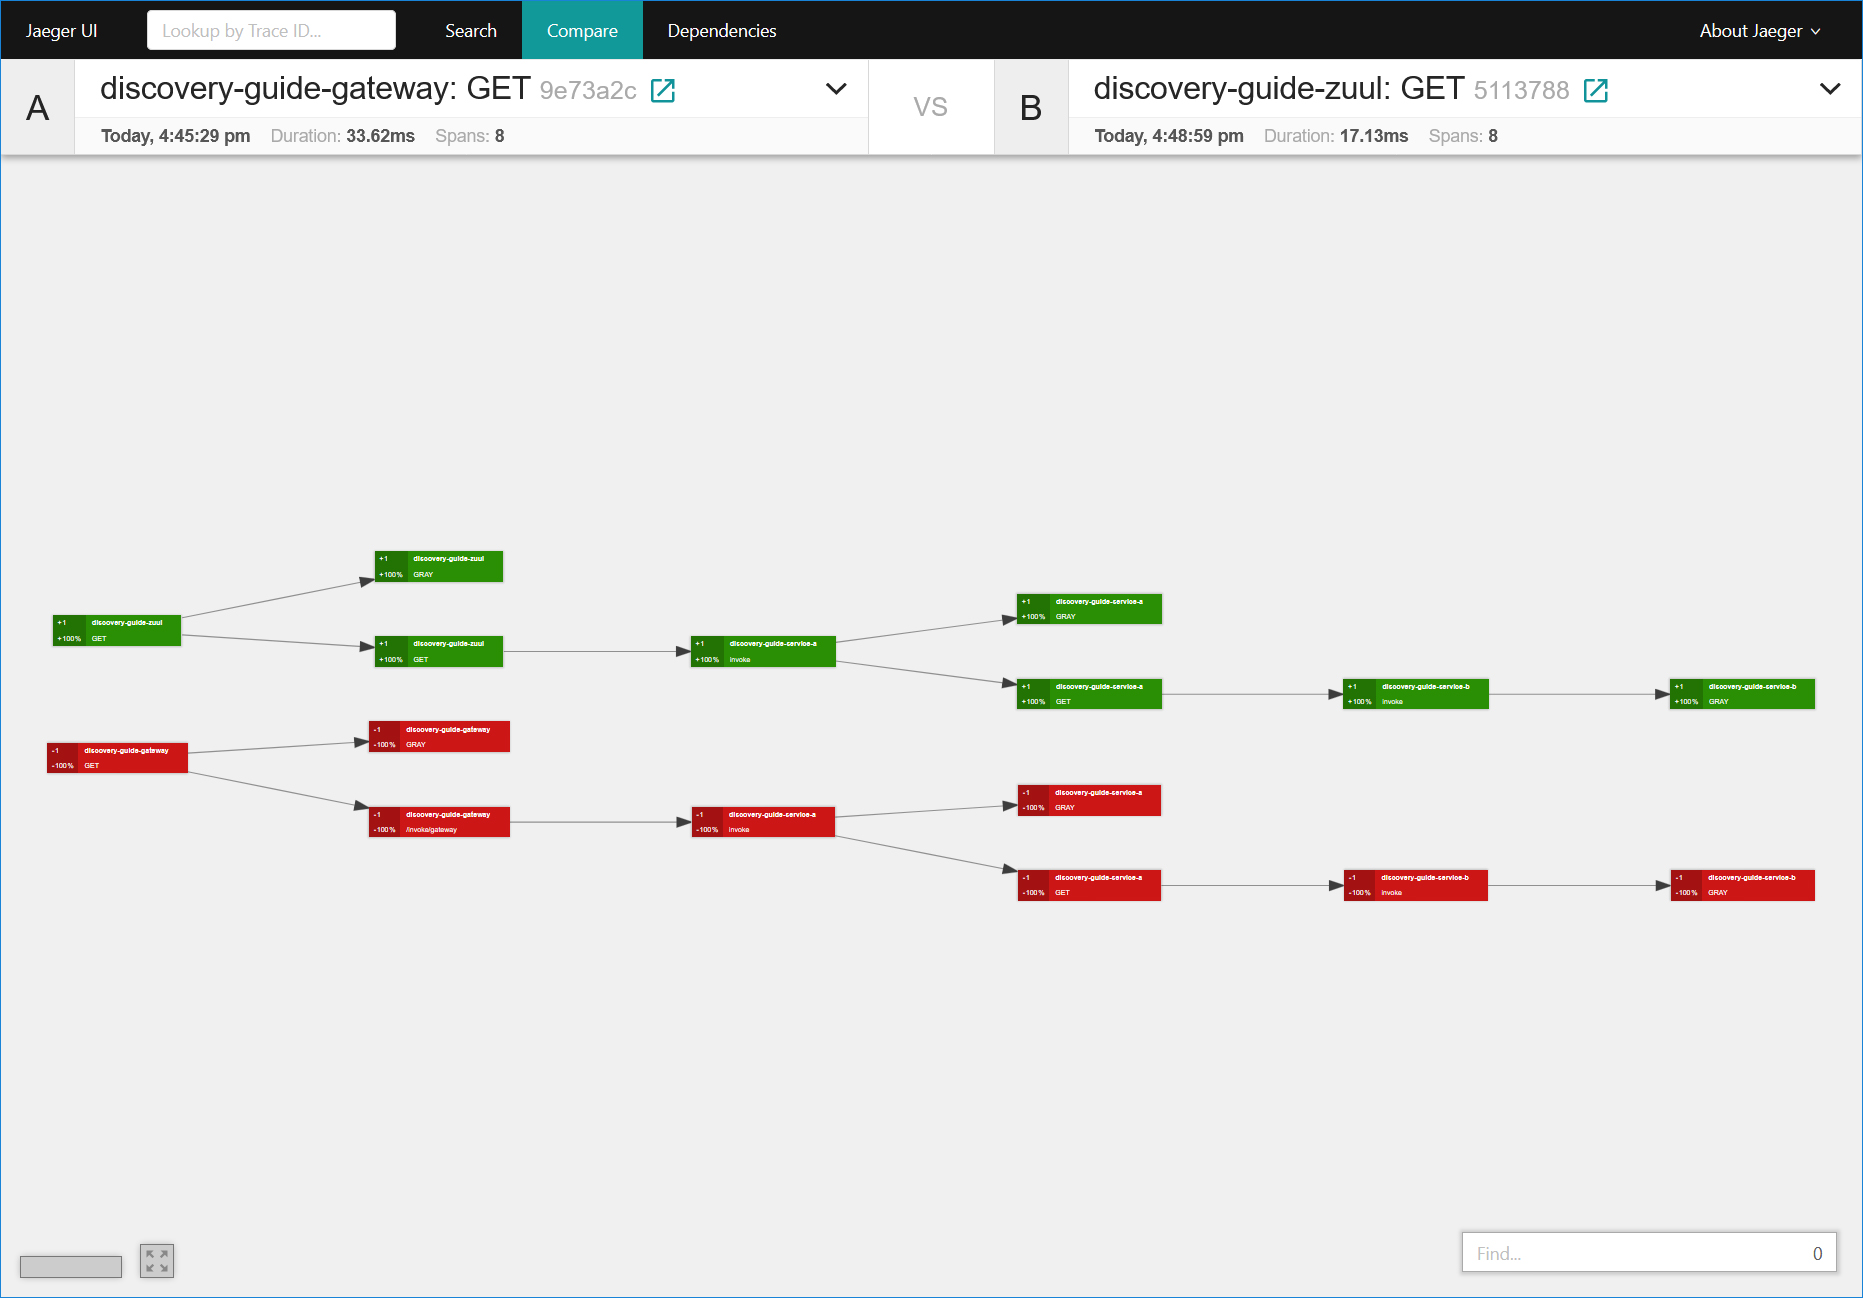 Jaeger UI
Lookup by Trace ID...
Search
Compare
Dependencies
About Jaeger
A
discovery-guide-gateway: GET 9e73a2c
Today, 4:45:29 pm Duration: 33.62ms Spans: 8
VS
B
discovery-guide-zuul: GET 5113788
Today, 4:48:59 pm Duration: 17.13ms Spans: 8
+1 discovery-guide-zuul
+100% GRAY
+1 discovery-guide-zuul
+100% GET
+1 discovery-guide-zuul
+100% GET
+1 discovery-guide-service-a
+100% invoke
+1 discovery-guide-service-a
+100% GRAY
+1 discovery-guide-service-a
+100% GET
+1 discovery-guide-service-b
+100% invoke
+1 discovery-guide-service-b
+100% GRAY
-1 discovery-guide-gateway
-100% GET
-1 discovery-guide-gateway
-100% GRAY
-1 discovery-guide-gateway
-100% /invoke/gateway
-1 discovery-guide-service-a
-100% invoke
-1 discovery-guide-service-a
-100% GRAY
-1 discovery-guide-service-a
-100% GET
-1 discovery-guide-service-b
-100% invoke
-1 discovery-guide-service-b
-100% GRAY
Find... 0